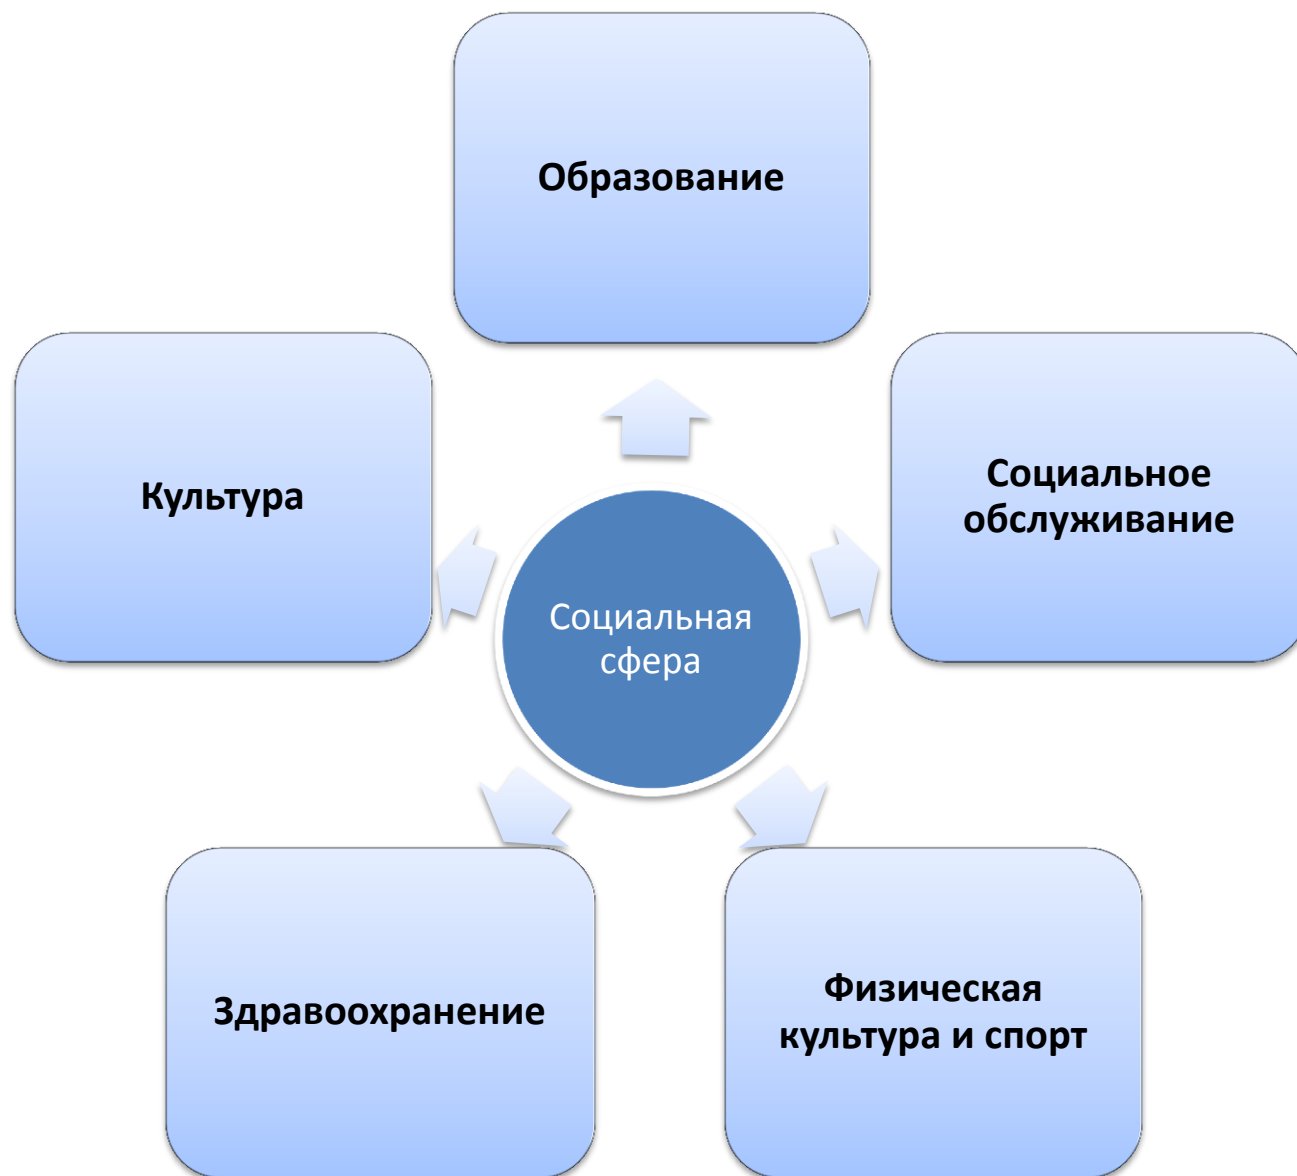 Образование
Культура
Социальное
обслуживание
Социальная
сфера
Здравоохранение
Физическая
культура и спорт